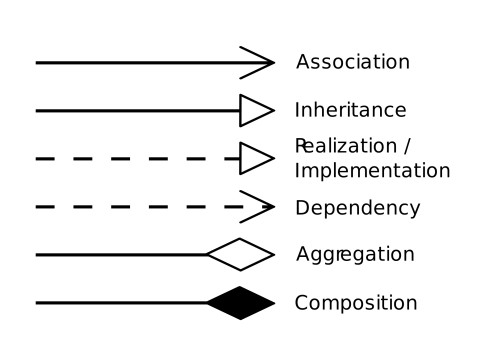 Association
Inheritance
Realization /
Implementation
Dependency
Aggregation
Composition